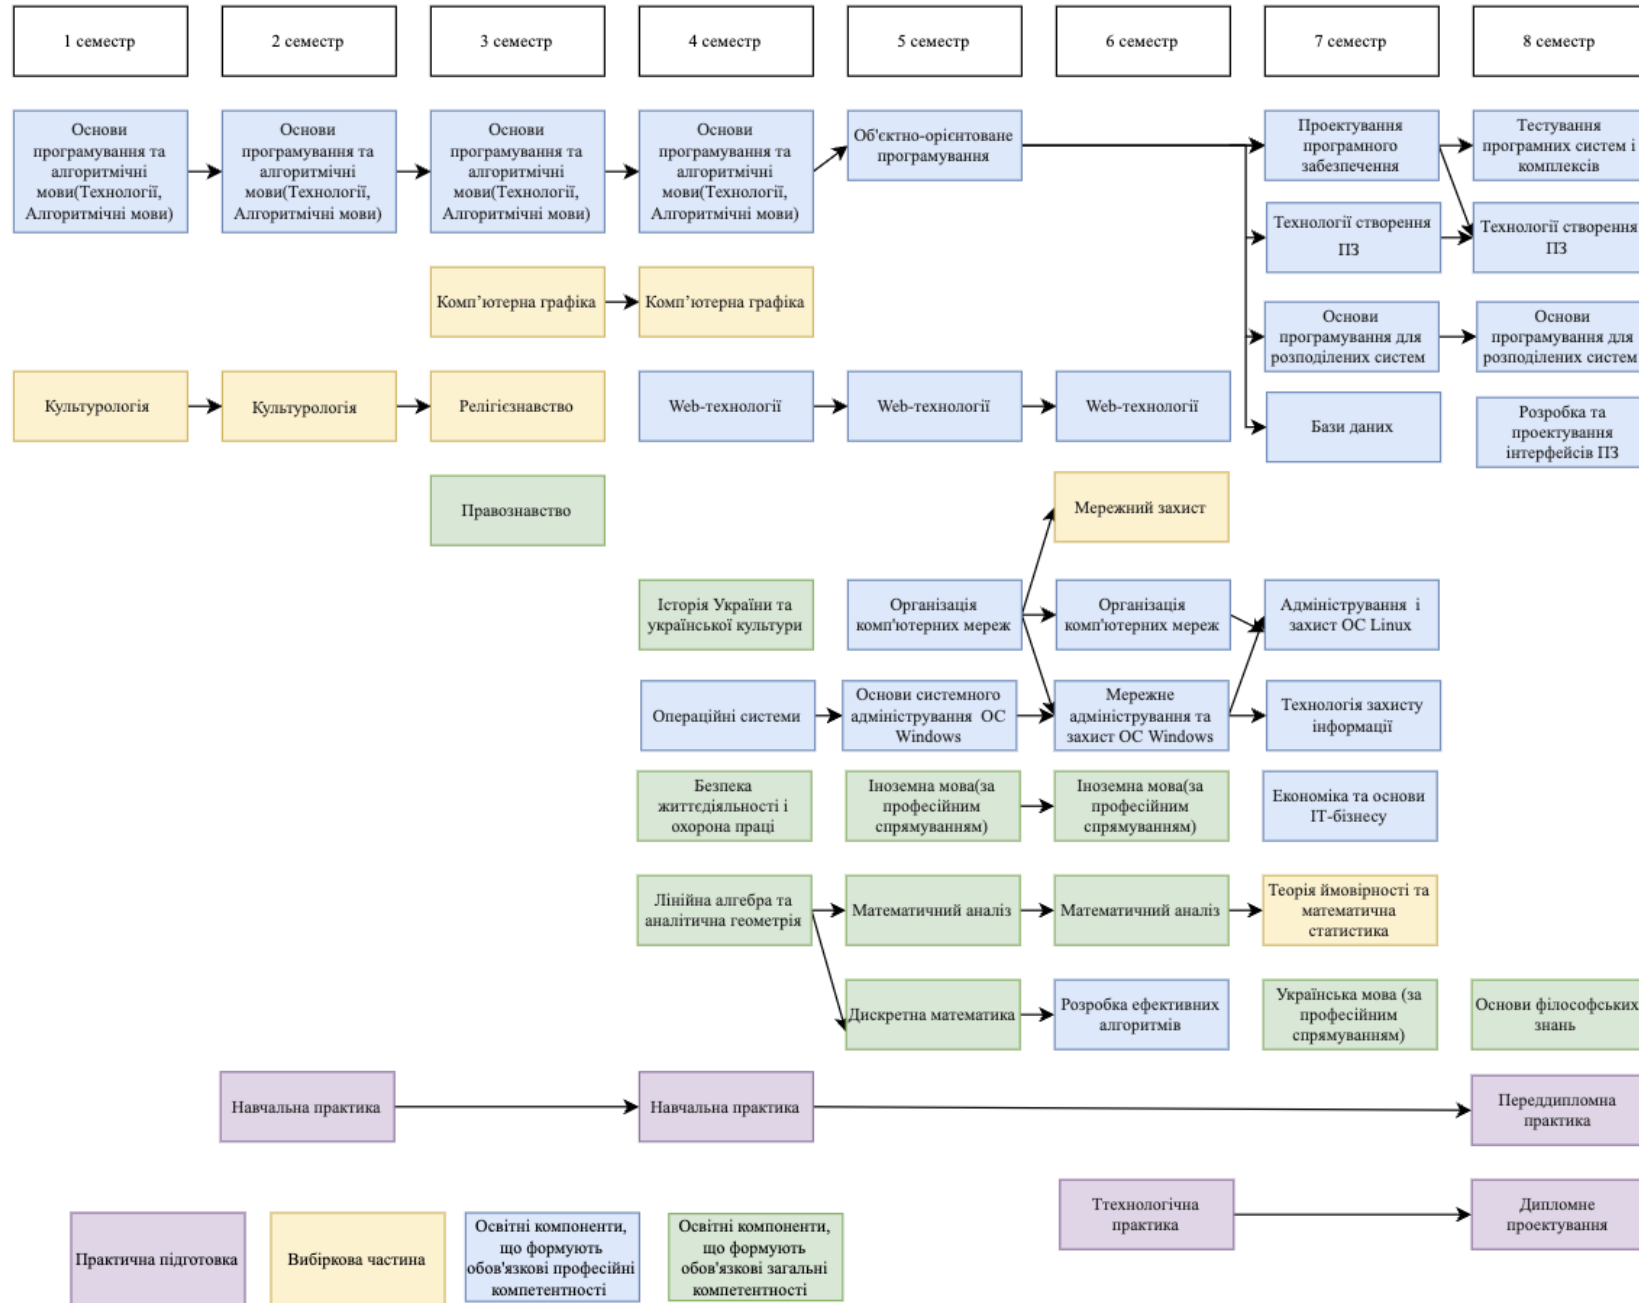 1 семестр
2 семестр
3 семестр
4 семестр
5 семестр
6 семестр
7 семестр
8 семестр
Основи
програмування та
алгоритмічні
мови(Технології,
Алгоритмічні мови)
Основи
програмування та
алгоритмічні
мови(Технології,
Алгоритмічні мови)
Основи
програмування та
алгоритмічні
мови(Технології,
Алгоритмічні мови)
Основи
програмування та
алгоритмічні
мови(Технології,
Алгоритмічні мови)
Об'єктно-орієнтоване
програмування
Проектування
програмного
забезпечення
Тестування
програмних систем і
комплексів
Технології створення
ПЗ
Технології створення
ПЗ
Комп’ютерна графіка
Комп’ютерна графіка
Основи
програмування для
розподілених систем
Основи
програмування для
розподілених систем
Культурологія
Культурологія
Релігієзнавство
Web-технології
Web-технології
Web-технології
Бази даних
Розробка та
проектування
інтерфейсів ПЗ
Правознавство
Мережний захист
Історія України та
української культури
Організація
комп'ютерних мереж
Організація
комп'ютерних мереж
Адміністрування і
захист ОС Linux
Операційні системи
Основи системного
адміністрування ОС
Windows
Мережне
адміністрування та
захист ОС Windows
Технологія захисту
інформації
Безпека
життєдіяльності і
охорона праці
Іноземна мова(за
професійним
спрямуванням)
Іноземна мова(за
професійним
спрямуванням)
Економіка та основи
ІТ-бізнесу
Лінійна алгебра та
аналітична геометрія
Математичний аналіз
Математичний аналіз
Теорія ймовірності та
математична
статистика
Дискретна математика
Розробка ефективних
алгоритмів
Українська мова (за
професійним
спрямуванням)
Основи філософських
знань
Навчальна практика
Навчальна практика
Переддипломна
практика
Ттехнологічна
практика
Дипломне
проектування
Практична підготовка
Вибіркова частина
Освітні компоненти,
що формують
обов'язкові професійні
компетентності
Освітні компоненти,
що формують
обов'язкові загальні
компетентності